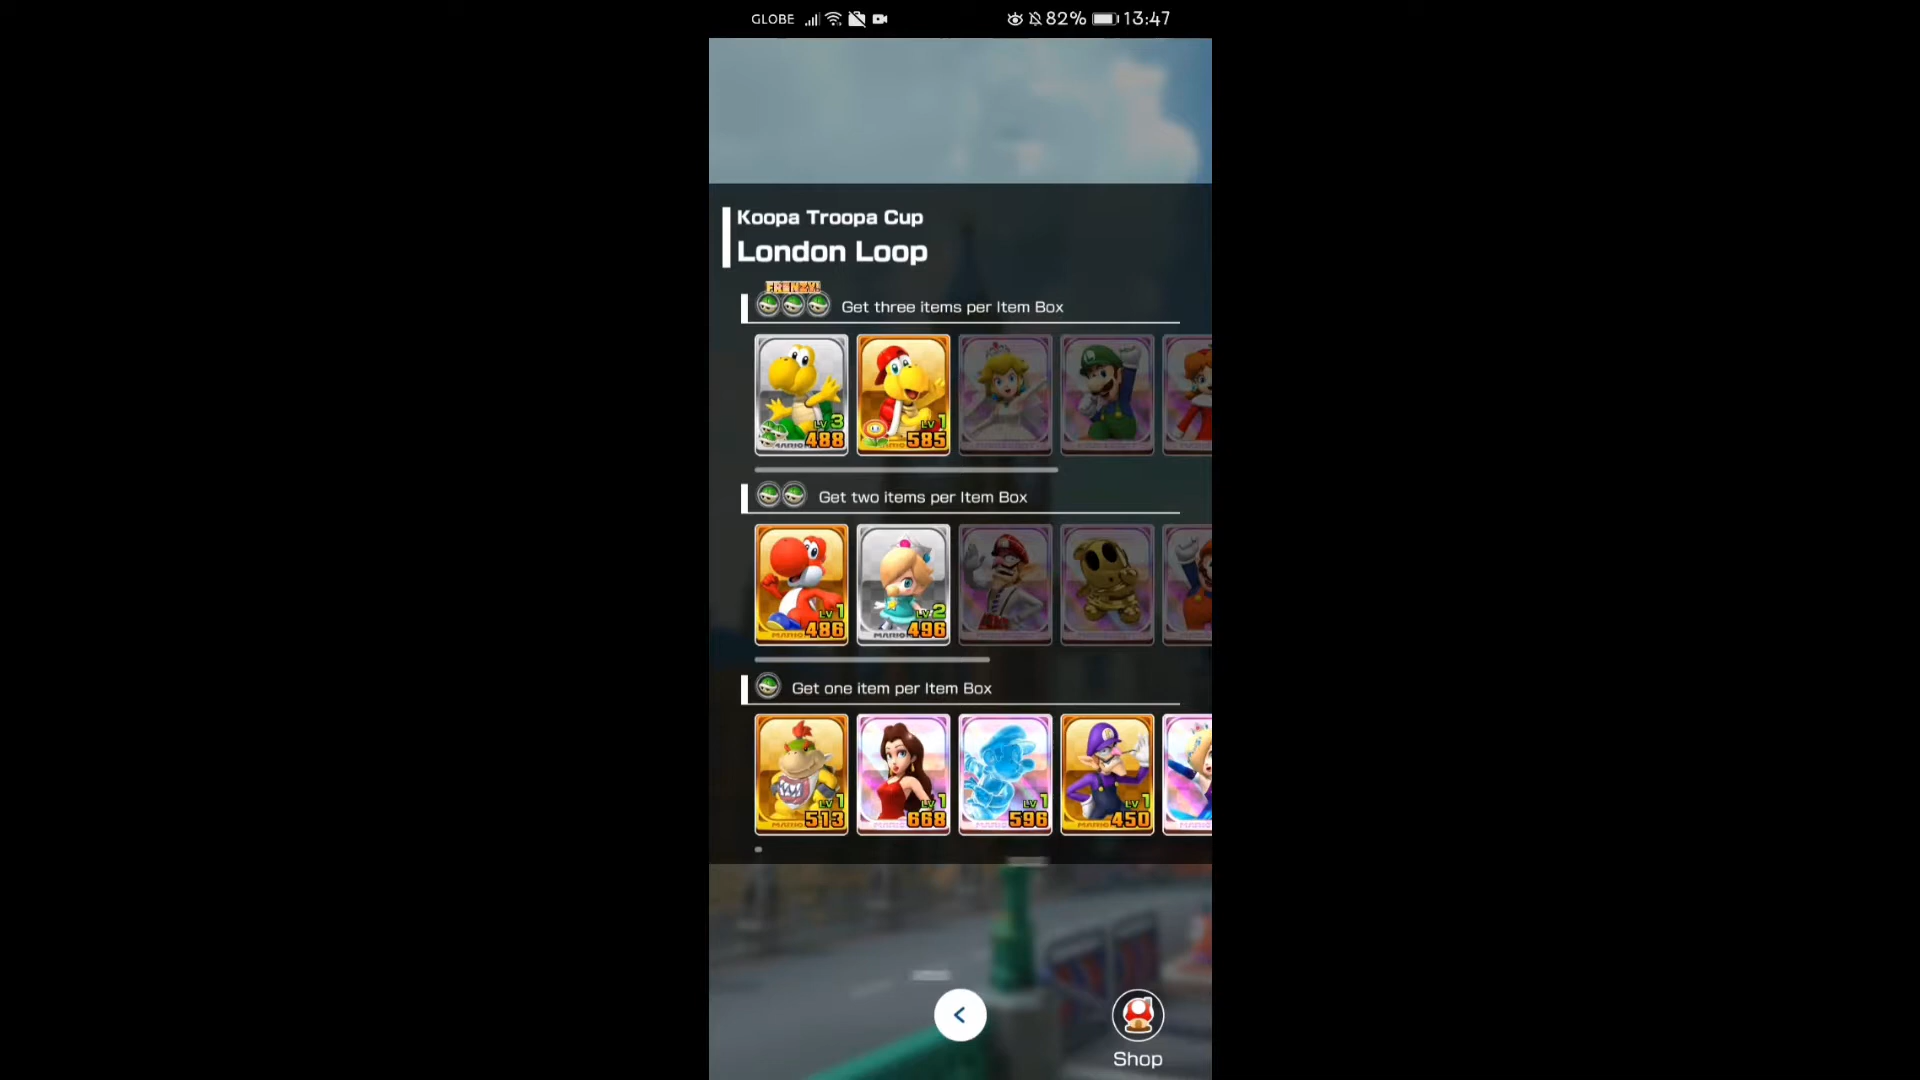 GLOBE 82% 13:47
Koopa Troopa Cup
London Loop
FRENZY!
Get three items per Item Box
LV 3 LV 1
488 585
Get two items per Item Box
LV 1 LV 2
486 496
MARIO MARIO
Get one item per Item Box
LV 1 LV 1 LV 1 LV 1
513 668 596 450
Shop